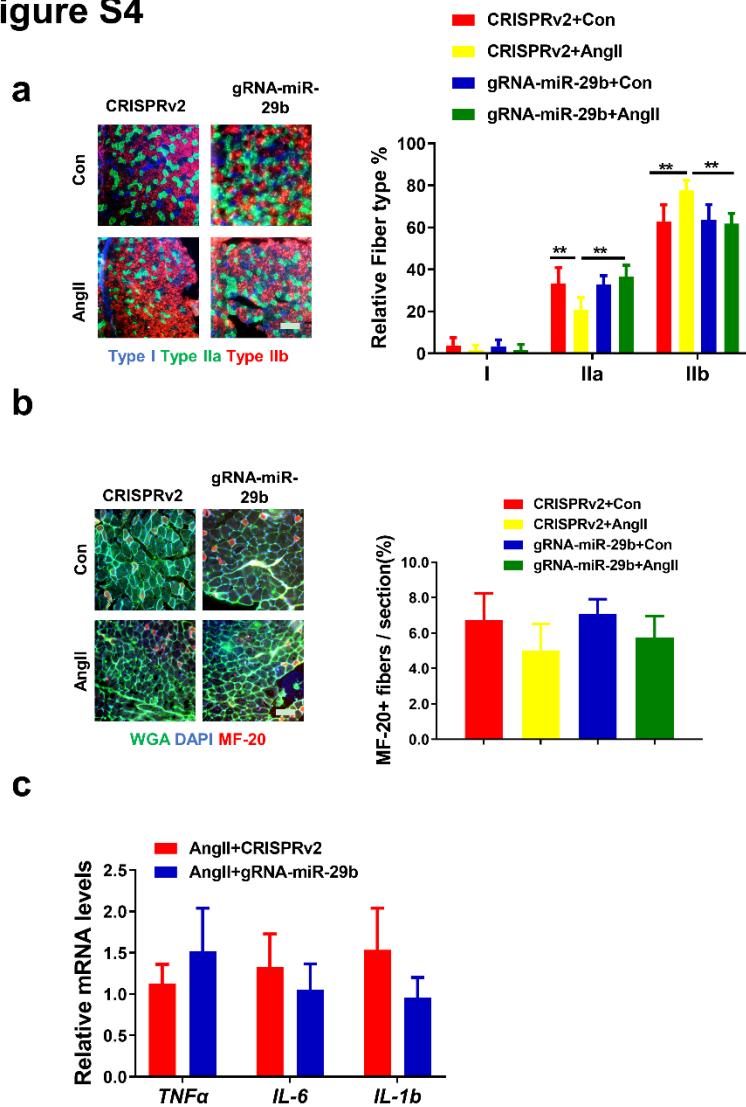 igure S4
CRISPRv2+Con
CRISPRv2+AngII
gRNA-miR-29b+Con
gRNA-miR-29b+AngII
a
CRISPRv2
gRNA-miR-
29b
Con
AngII
Type I Type IIa Type IIb
Relative Fiber type %
100
80
60
40
20
0
** ** ** **
I IIa IIb
b
CRISPRv2
gRNA-miR-
29b
Con
AngII
WGA DAPI MF-20
CRISPRv2+Con
CRISPRv2+AngII
gRNA-miR-29b+Con
gRNA-miR-29b+AngII
MF-20+ fibers / section(%)
10.0
8.0
6.0
4.0
2.0
0.0
c
AngII+CRISPRv2
AngII+gRNA-miR-29b
Relative mRNA levels
2.5
2.0
1.5
1.0
0.5
0.0
TNFα IL-6 IL-1b